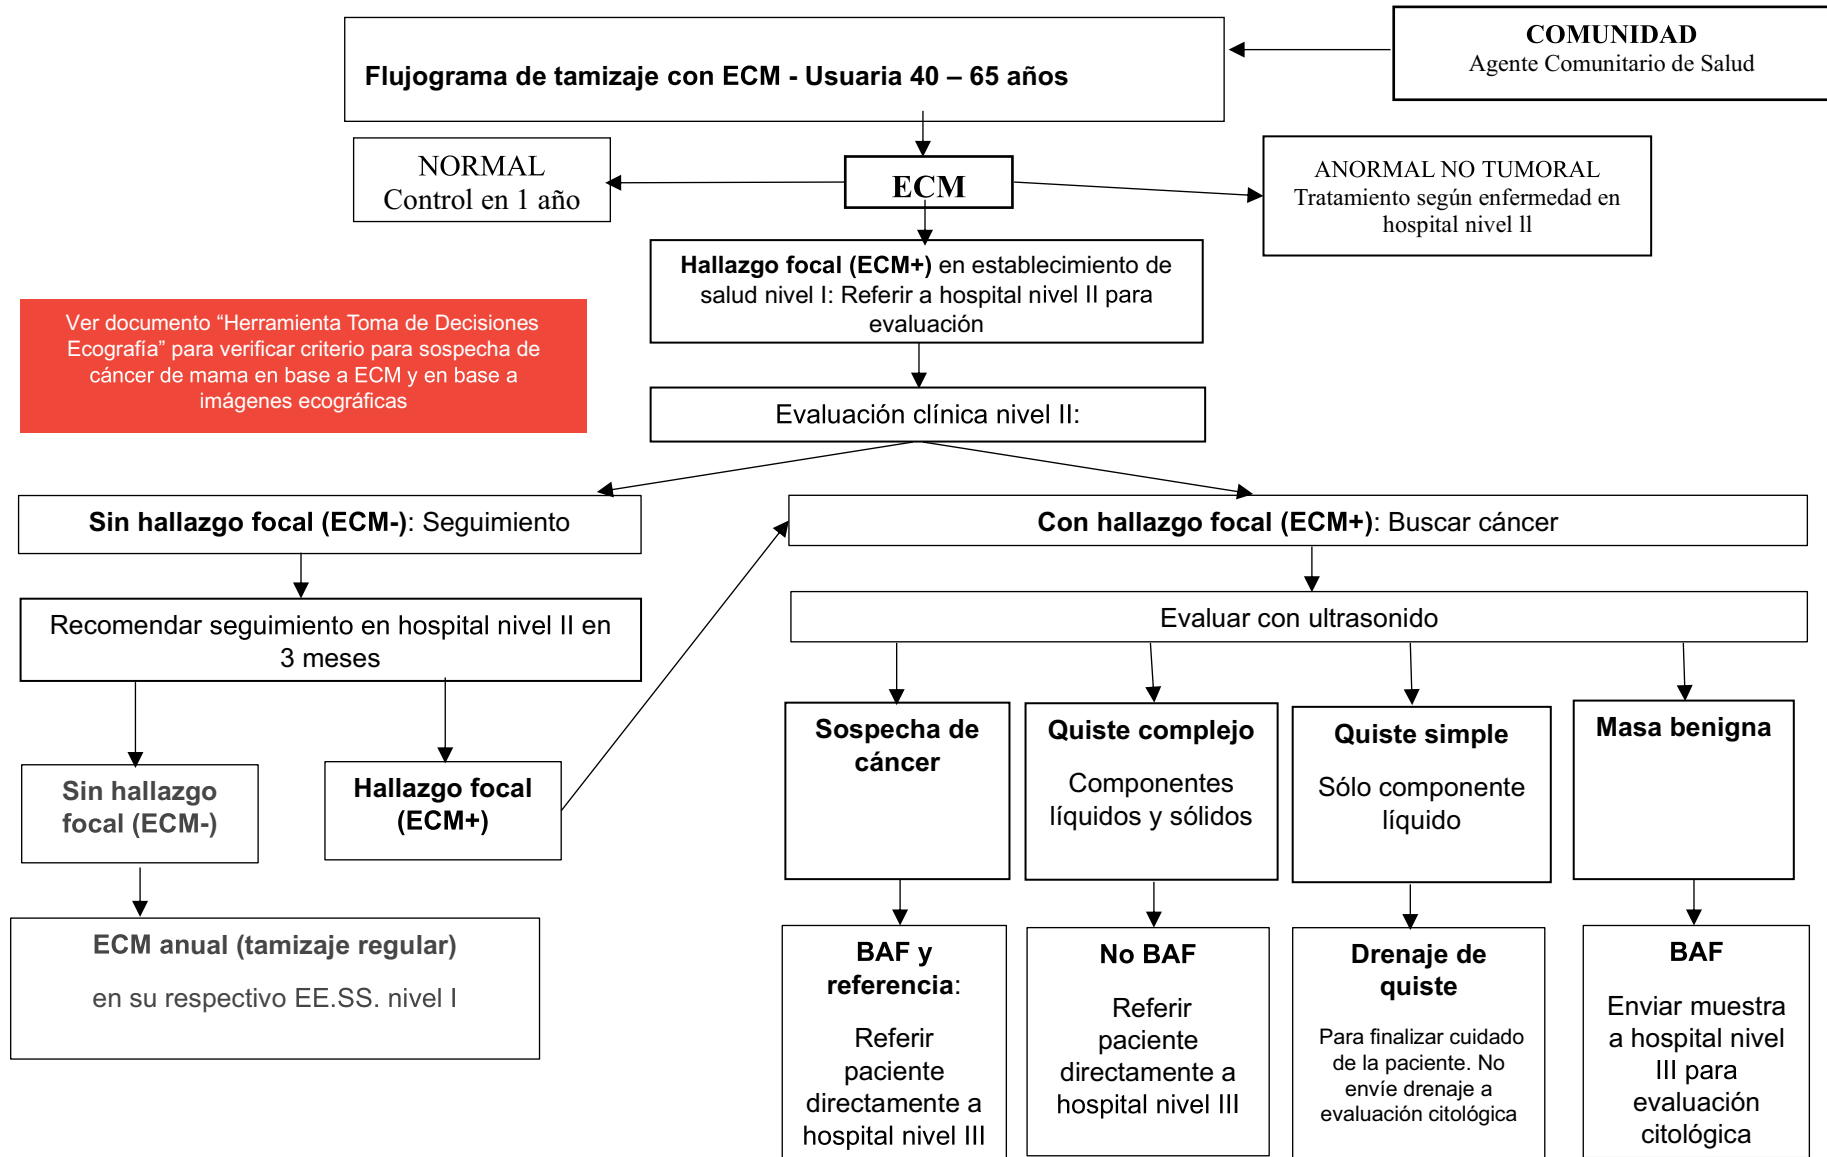 COMUNIDAD
Agente Comunitario de Salud
Flujograma de tamizaje con ECM - Usuaria 40 – 65 años
NORMAL
Control en 1 año
ECM
ANORMAL NO TUMORAL
Tratamiento según enfermedad en
hospital nivel ll
Hallazgo focal (ECM+) en establecimiento de
salud nivel I: Referir a hospital nivel II para
evaluación
Ver documento “Herramienta Toma de Decisiones
Ecografía” para verificar criterio para sospecha de
cáncer de mama en base a ECM y en base a
imágenes ecográficas
Evaluación clínica nivel II:
Sin hallazgo focal (ECM-): Seguimiento
Con hallazgo focal (ECM+): Buscar cáncer
Recomendar seguimiento en hospital nivel II en
3 meses
Evaluar con ultrasonido
Sin hallazgo
focal (ECM-)
Hallazgo focal
(ECM+)
Sospecha de
cáncer
Quiste complejo
Componentes
líquidos y sólidos
Quiste simple
Sólo componente
líquido
Masa benigna
ECM anual (tamizaje regular)
en su respectivo EE.SS. nivel I
BAF y
referencia:
Referir
paciente
directamente a
hospital nivel III
No BAF
Referir
paciente
directamente a
hospital nivel III
Drenaje de
quiste
Para finalizar cuidado
de la paciente. No
envíe drenaje a
evaluación citológica
BAF
Enviar muestra
a hospital nivel
III para
evaluación
citológica